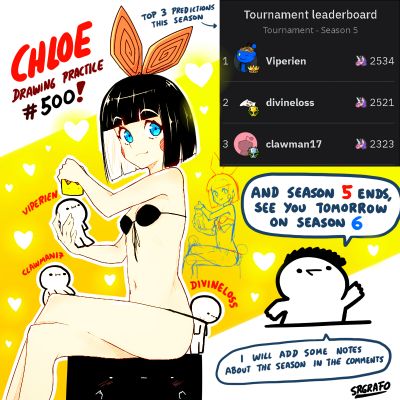 TOP 3 PREDICTIONS
THIS SEASON
CHLOE
DRAWING PRACTICE
#500!
Tournament leaderboard
Tournament - Season 5
1 Viperien 2534
2 divineloss 2521
3 clawman17 2323
VIPERIEN
CLAWMAN17
DIVINELOSS
AND SEASON 5 ENDS,
SEE YOU TOMORROW
ON SEASON 6
I WILL ADD SOME NOTES
ABOUT THE SEASON IN THE COMMENTS
SRGRAFO